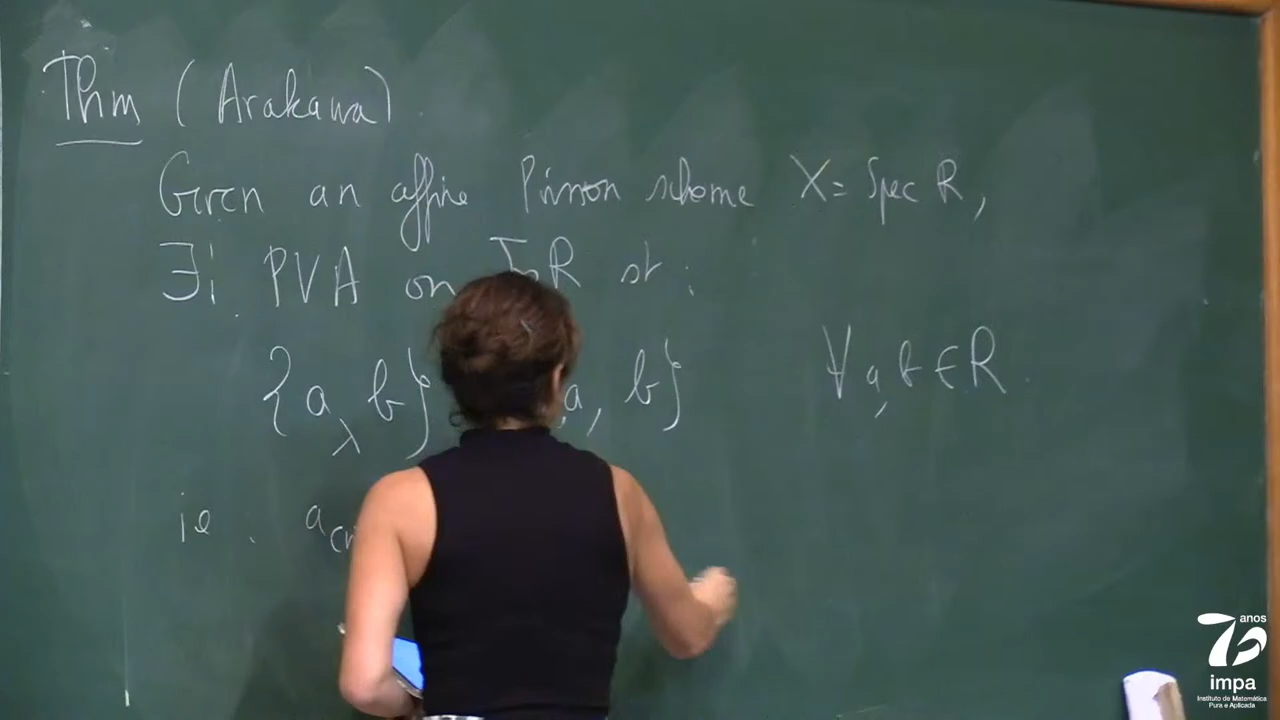 Thm (Arakawa)
Given an affine Poisson scheme X = Spec R,
∃! PVA on R st :
{a λ b} a, b} ∀ a, b ∈ R.
ie . a
70 anos
impa
Instituto de Matemática
Pura e Aplicada